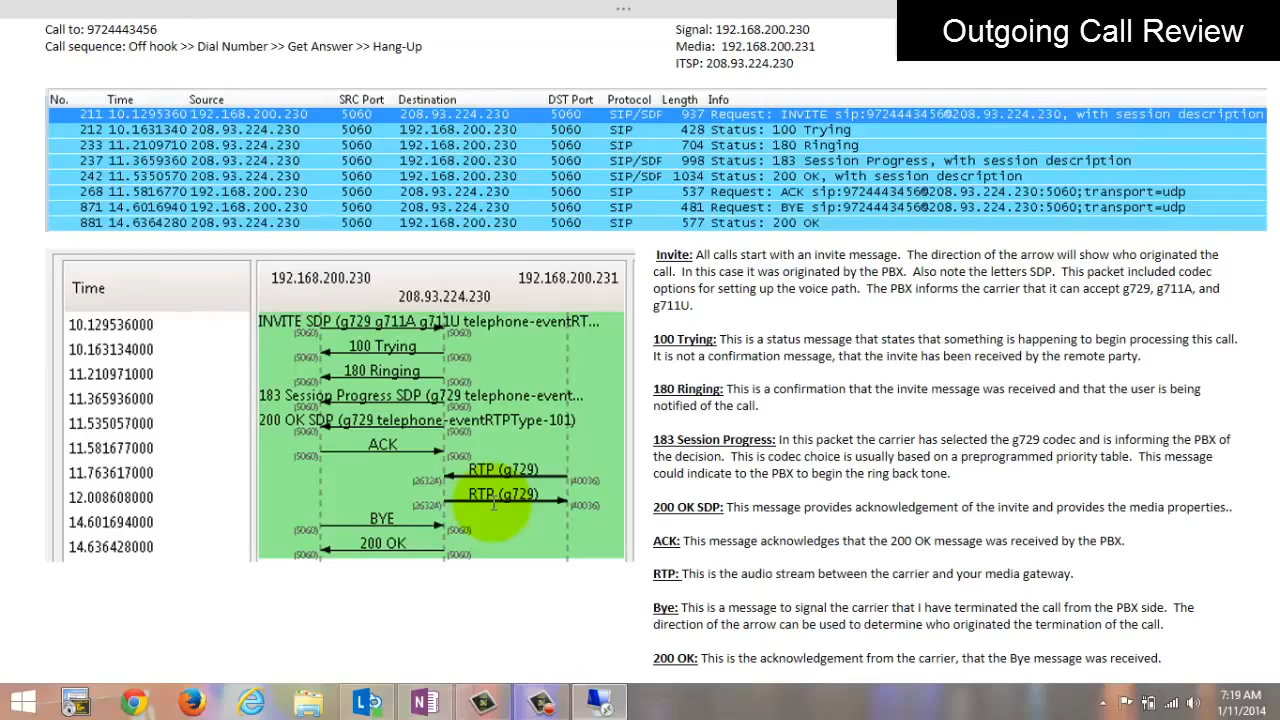 Outgoing Call Review
Call to: 9724443456
Call sequence: Off hook >> Dial Number >> Get Answer >> Hang-Up
Signal: 192.168.200.230
Media: 192.168.200.231
ITSP: 208.93.224.230
No. Time Source SRC Port Destination DST Port Protocol Length Info
211 10.1295360 192.168.200.230 5060 208.93.224.230 5060 SIP/SDF 937 Request: INVITE sip:9724443456@208.93.224.230, with session description
212 10.1631340 208.93.224.230 5060 192.168.200.230 5060 SIP 428 Status: 100 Trying
233 11.2109710 208.93.224.230 5060 192.168.200.230 5060 SIP 704 Status: 180 Ringing
237 11.3659360 208.93.224.230 5060 192.168.200.230 5060 SIP/SDF 998 Status: 183 Session Progress, with session description
242 11.5350570 208.93.224.230 5060 192.168.200.230 5060 SIP/SDF 1034 Status: 200 OK, with session description
268 11.5816770 192.168.200.230 5060 208.93.224.230 5060 SIP 537 Request: ACK sip:9724443456@208.93.224.230:5060;transport=udp
871 14.6016940 192.168.200.230 5060 208.93.224.230 5060 SIP 481 Request: BYE sip:9724443456@208.93.224.230:5060;transport=udp
881 14.6364280 208.93.224.230 5060 192.168.200.230 5060 SIP 577 Status: 200 OK
Time
192.168.200.230 192.168.200.231
208.93.224.230
10.129536000 INVITE SDP (g729 g711A g711U telephone-eventRT...
(5060) (5060)
10.163134000 100 Trying
(5060) (5060)
11.210971000 180 Ringing
(5060) (5060)
11.365936000 183 Session Progress SDP (g729 telephone-event...
(5060) (5060)
11.535057000 200 OK SDP (g729 telephone-eventRTPType-101)
(5060) (5060)
11.581677000 ACK
(5060) (5060)
11.763617000 RTP (g729)
(26324) (40036)
12.008608000 RTP (g729)
(26324) (40036)
14.601694000 BYE
(5060) (5060)
14.636428000 200 OK
(5060) (5060)
Invite: All calls start with an invite message. The direction of the arrow will show who originated the
call. In this case it was originated by the PBX. Also note the letters SDP. This packet included codec
options for setting up the voice path. The PBX informs the carrier that it can accept g729, g711A, and
g711U.
100 Trying: This is a status message that states that something is happening to begin processing this call.
It is not a confirmation message, that the invite has been received by the remote party.
180 Ringing: This is a confirmation that the invite message was received and that the user is being
notified of the call.
183 Session Progress: In this packet the carrier has selected the g729 codec and is informing the PBX of
the decision. This is codec choice is usually based on a preprogrammed priority table. This message
could indicate to the PBX to begin the ring back tone.
200 OK SDP: This message provides acknowledgement of the invite and provides the media properties..
ACK: This message acknowledges that the 200 OK message was received by the PBX.
RTP: This is the audio stream between the carrier and your media gateway.
Bye: This is a message to signal the carrier that I have terminated the call from the PBX side. The
direction of the arrow can be used to determine who originated the termination of the call.
200 OK: This is the acknowledgement from the carrier, that the Bye message was received.
7:19 AM
1/11/2014